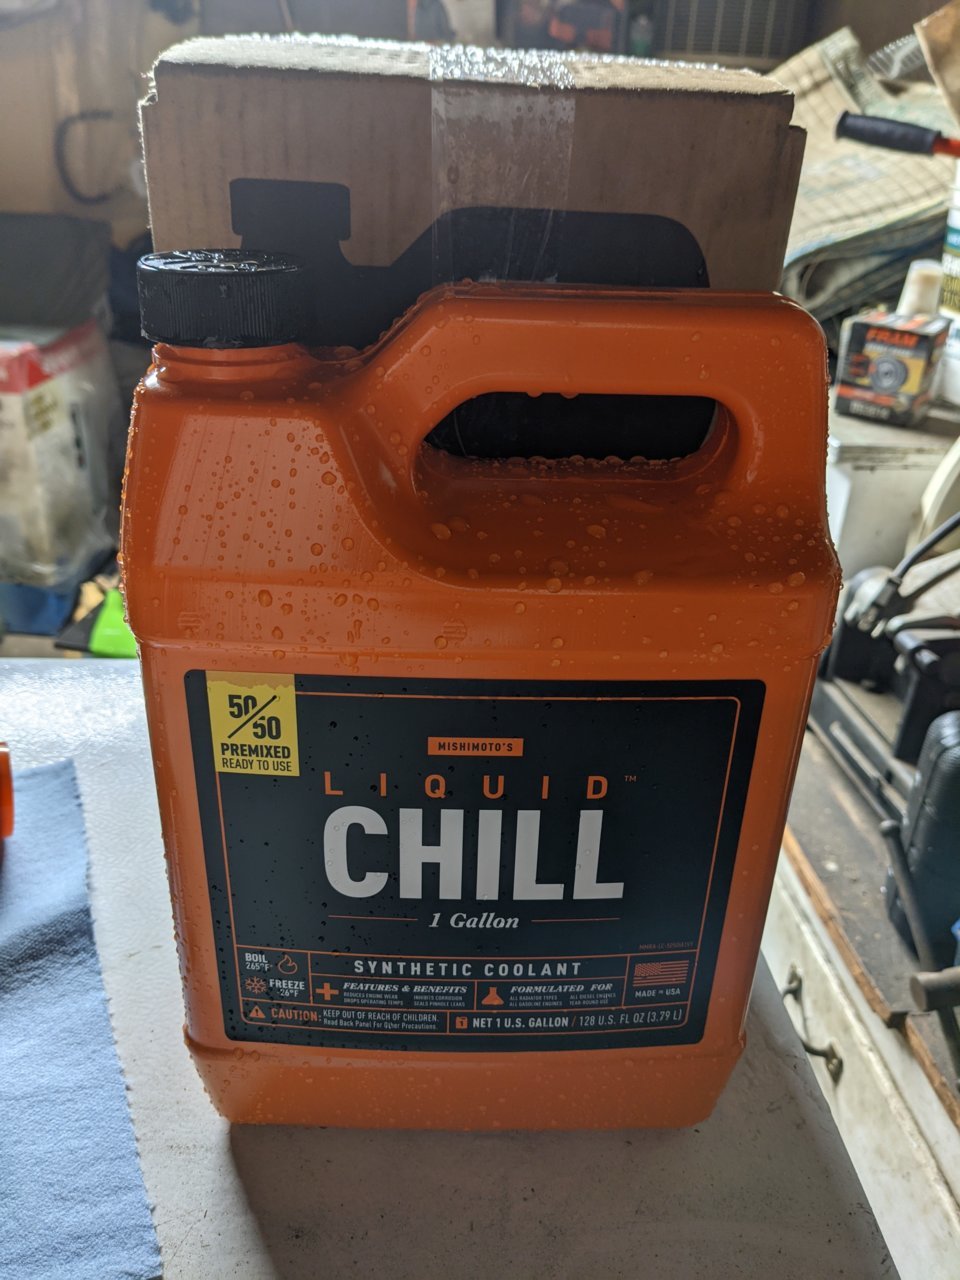 FRAM
50/50
PREMIXED
READY TO USE
MISHIMOTO'S
LIQUID™
CHILL
1 Gallon
BOIL
265°F
FREEZE
-26°F
SYNTHETIC COOLANT
FEATURES & BENEFITS
REDUCES ENGINE WEAR
DROPS OPERATING TEMPS
INHIBITS CORROSION
SEALS PINHOLE LEAKS
FORMULATED FOR
ALL RADIATOR TYPES
ALL GASOLINE ENGINES
ALL DIESEL ENGINES
YEAR-ROUND USE
MADE IN USA
CAUTION: KEEP OUT OF REACH OF CHILDREN.
Read Back Panel For Other Precautions.
NET 1 U.S. GALLON / 128 U.S. FL OZ (3.79 L)